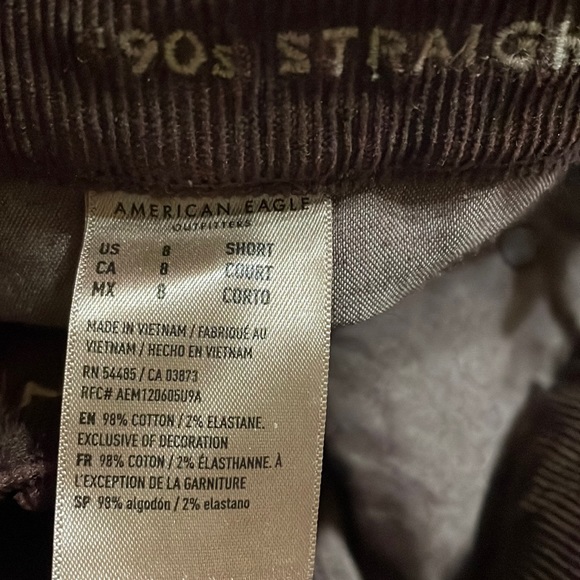 '90s STRAIGH
AMERICAN EAGLE
OUTFITTERS
US 8 SHORT
CA 8 COURT
MX 8 CORTO
MADE IN VIETNAM / FABRIQUÉ AU
VIETNAM / HECHO EN VIETNAM
RN 54485 / CA 03873
RFC# AEM120605U9A
EN 98% COTTON / 2% ELASTANE.
EXCLUSIVE OF DECORATION
FR 98% COTON / 2% ÉLASTHANNE. À
L'EXCEPTION DE LA GARNITURE
SP 98% algodón / 2% elastano